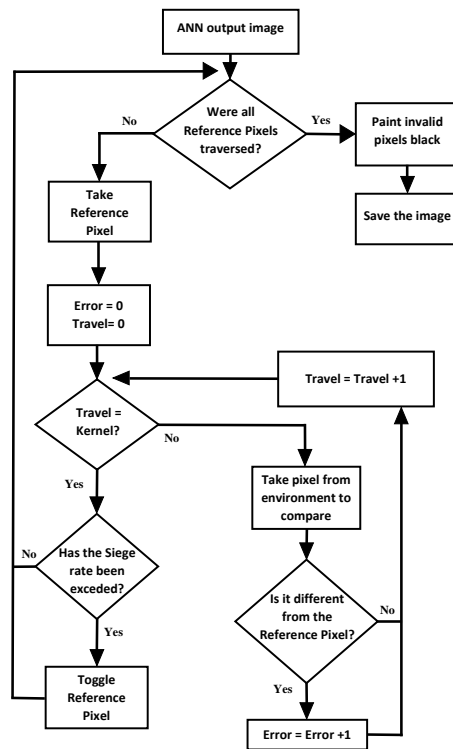 ANN output image
Were all
Reference Pixels
traversed?
No
Yes
Paint invalid
pixels black
Save the image
Take
Reference
Pixel
Error = 0
Travel= 0
Travel = Travel +1
Travel =
Kernel?
No
Yes
Take pixel from
environment to
compare
Has the Siege
rate been
exceded?
No
Yes
Is it different
from the
Reference Pixel?
No
Yes
Toggle
Reference
Pixel
Error = Error +1